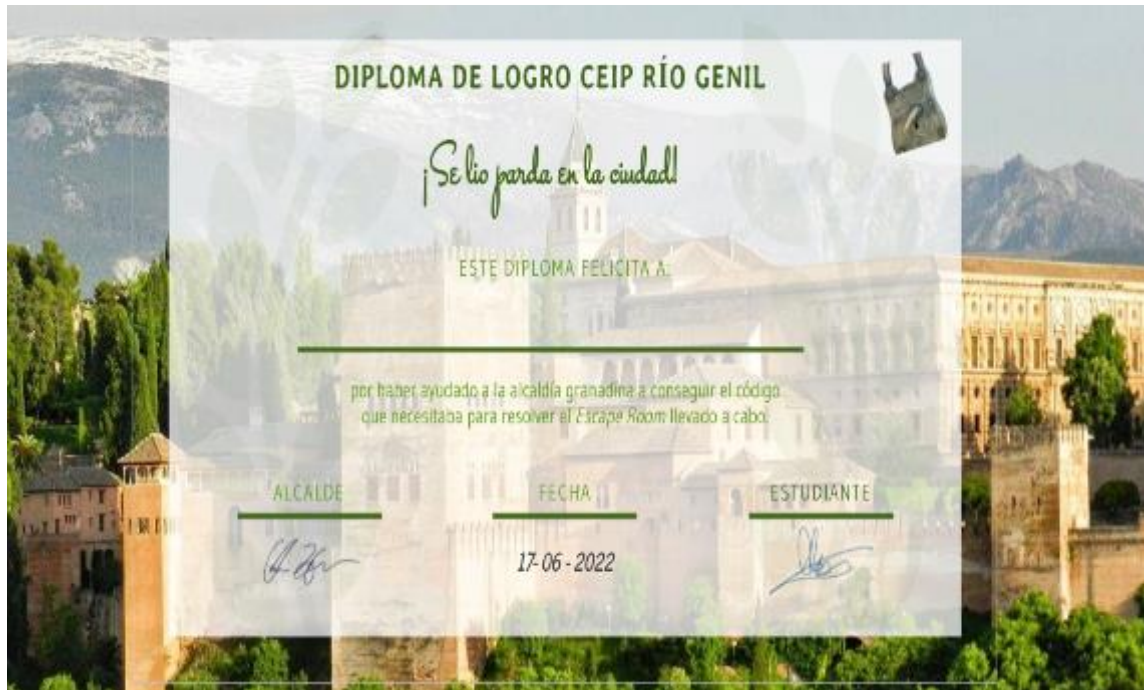 DIPLOMA DE LOGRO CEIP RÍO GENIL
¡Se lio parda en la ciudad!
ESTE DIPLOMA FELICITA A:
por haber ayudado a la alcaldía granadina a conseguir el código
que necesitaba para resolver el Escape Room llevado a cabo.
ALCALDE FECHA ESTUDIANTE
17-06-2022